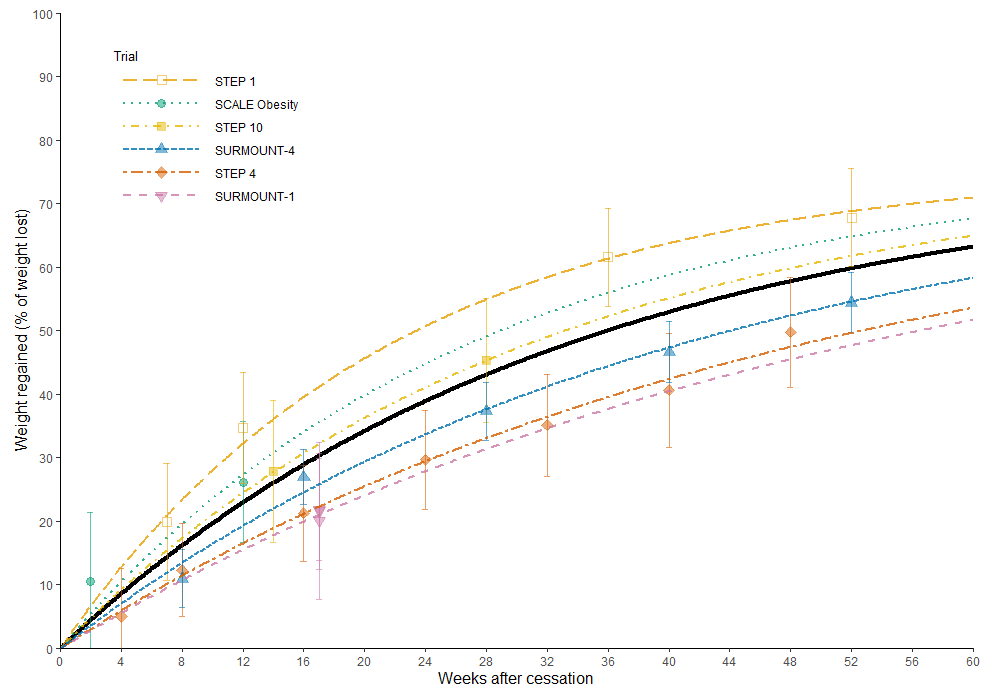 100
90
80
70
60
50
40
30
20
10
0
Weight regained (% of weight lost)
Trial
STEP 1
SCALE Obesity
STEP 10
SURMOUNT-4
STEP 4
SURMOUNT-1
0 4 8 12 16 20 24 28 32 36 40 44 48 52 56 60
Weeks after cessation